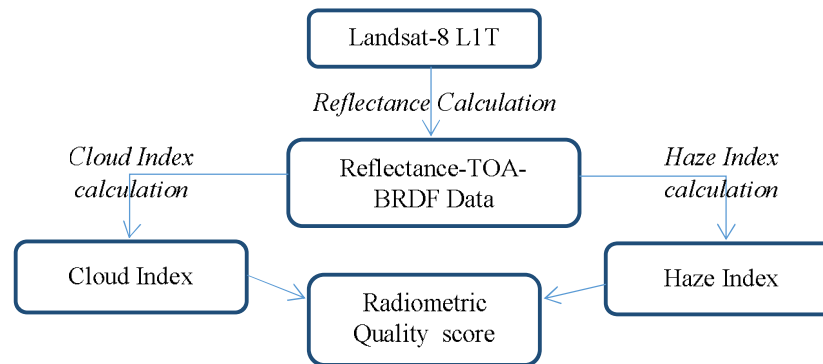 Landsat-8 L1T
Reflectance Calculation
Cloud Index
calculation
Reflectance-TOA-
BRDF Data
Haze Index
calculation
Cloud Index
Radiometric
Quality score
Haze Index